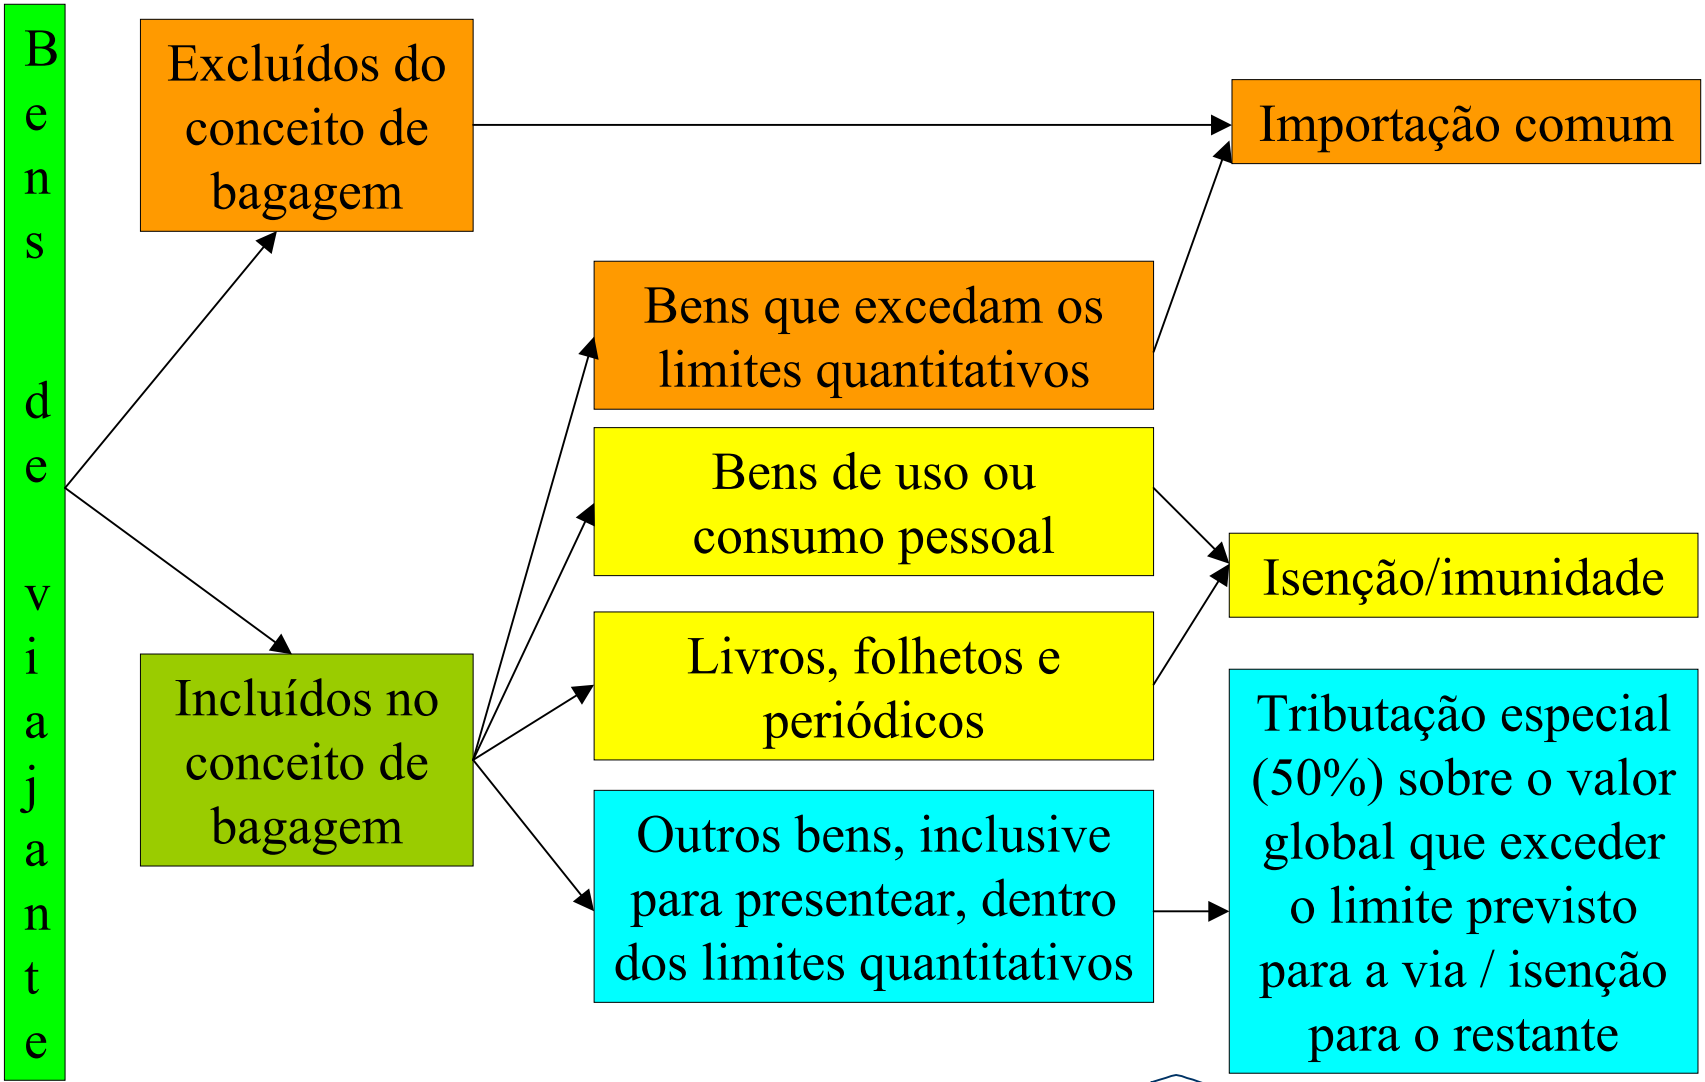 Bens de viajante
Excluídos do
conceito de
bagagem
Importação comum
Bens que excedam os
limites quantitativos
Bens de uso ou
consumo pessoal
Isenção/imunidade
Incluídos no
conceito de
bagagem
Livros, folhetos e
periódicos
Outros bens, inclusive
para presentear, dentro
dos limites quantitativos
Tributação especial
(50%) sobre o valor
global que exceder
o limite previsto
para a via / isenção
para o restante